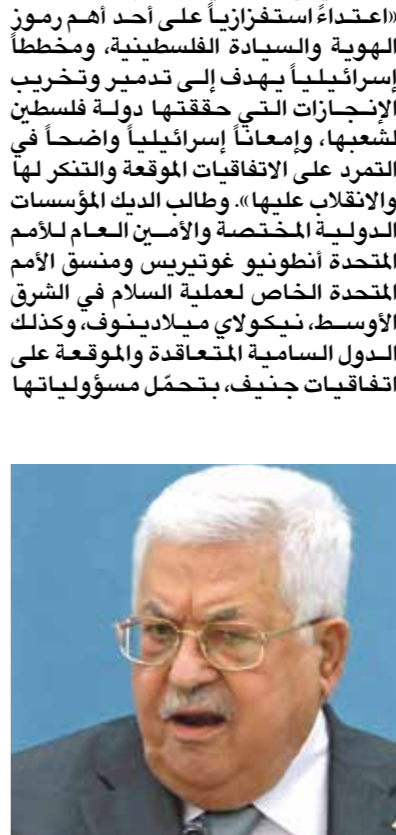 «اعتداءً استفزازياً على أحد أهم رموز
الهوية والسيادة الفلسطينية، ومخططاً
إسرائيلياً يهدف إلى تدمير وتخريب
الإنجازات التي حققتها دولة فلسطين
لشعبها، وإمعاناً إسرائيلياً واضحاً في
التمرد على الاتفاقيات الموقعة والتنكر لها
والانقلاب عليها». وطالب الديك المؤسسات
الدولية المختصة والأمين العام للأمم
المتحدة أنطونيو غوتيريس ومنسق الأمم
المتحدة الخاص لعملية السلام في الشرق
الأوسط، نيكولاي ميلادينوف، وكذلك
الدول السامية المتعاقدة والموقعة على
اتفاقيات جنيف، بتحمّل مسؤولياتها